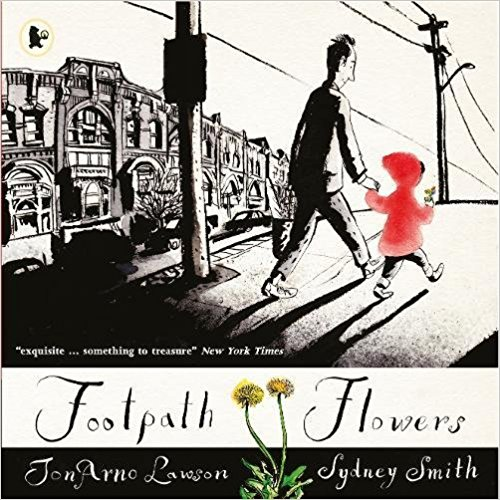 "exquisite ... something to treasure" New York Times
Footpath Flowers
JonArno Lawson Sydney Smith